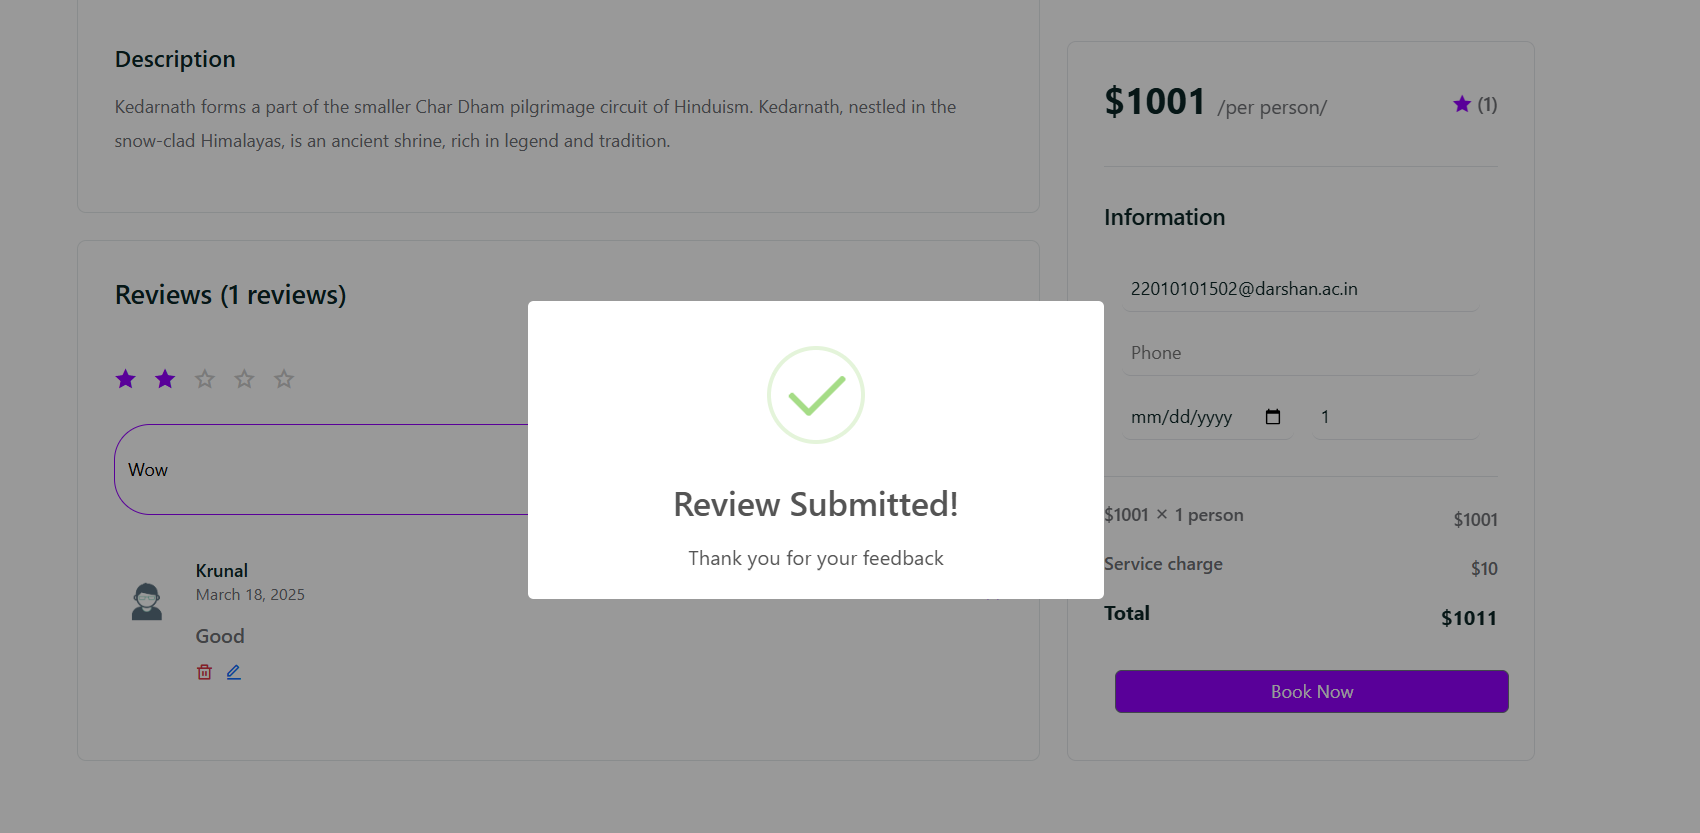 Description
Kedarnath forms a part of the smaller Char Dham pilgrimage circuit of Hinduism. Kedarnath, nestled in the
snow-clad Himalayas, is an ancient shrine, rich in legend and tradition.
Reviews (1 reviews)
Wow
Krunal
March 18, 2025
Good
Review Submitted!
Thank you for your feedback
$1001 /per person/
(1)
Information
22010101502@darshan.ac.in
Phone
mm/dd/yyyy
1
$1001 × 1 person
$1001
Service charge
$10
Total
$1011
Book Now